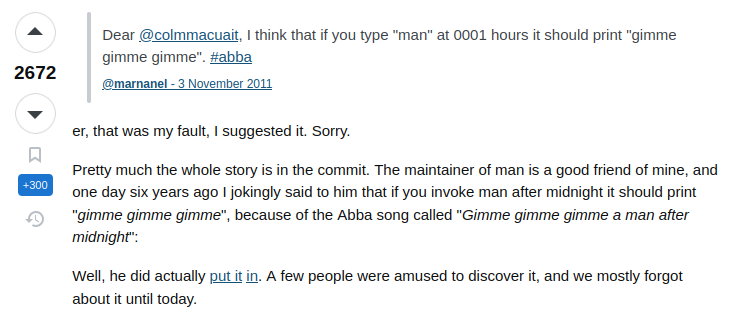 Dear @colmmacuait, I think that if you type "man" at 0001 hours it should print "gimme
gimme gimme". #abba
@marnanel - 3 November 2011
2672
+300
er, that was my fault, I suggested it. Sorry.
Pretty much the whole story is in the commit. The maintainer of man is a good friend of mine, and
one day six years ago I jokingly said to him that if you invoke man after midnight it should print
"gimme gimme gimme", because of the Abba song called "Gimme gimme gimme a man after
midnight":
Well, he did actually put it in. A few people were amused to discover it, and we mostly forgot
about it until today.